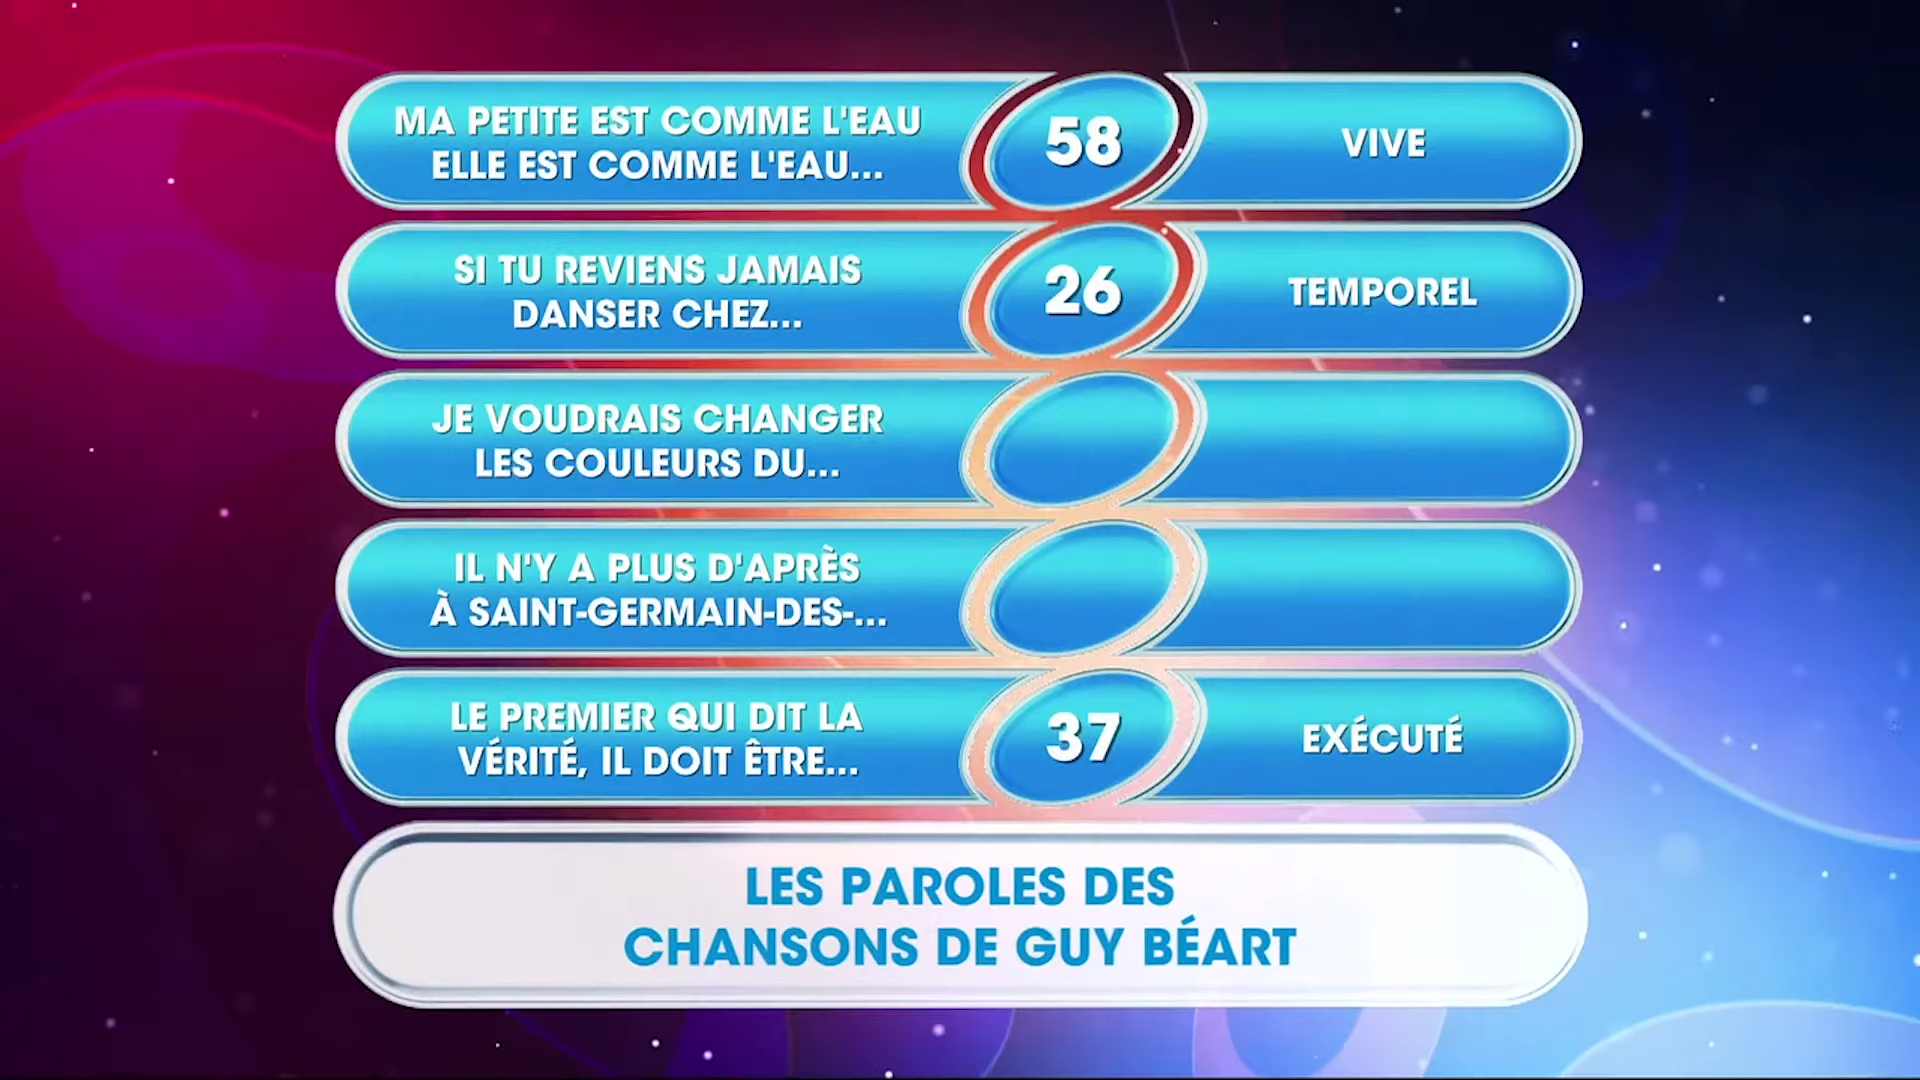 MA PETITE EST COMME L'EAU
ELLE EST COMME L'EAU...
58
VIVE
SI TU REVIENS JAMAIS
DANSER CHEZ...
26
TEMPOREL
JE VOUDRAIS CHANGER
LES COULEURS DU...
IL N'Y A PLUS D'APRÈS
À SAINT-GERMAIN-DES-...
LE PREMIER QUI DIT LA
VÉRITÉ, IL DOIT ÊTRE...
37
EXÉCUTÉ
LES PAROLES DES
CHANSONS DE GUY BÉART